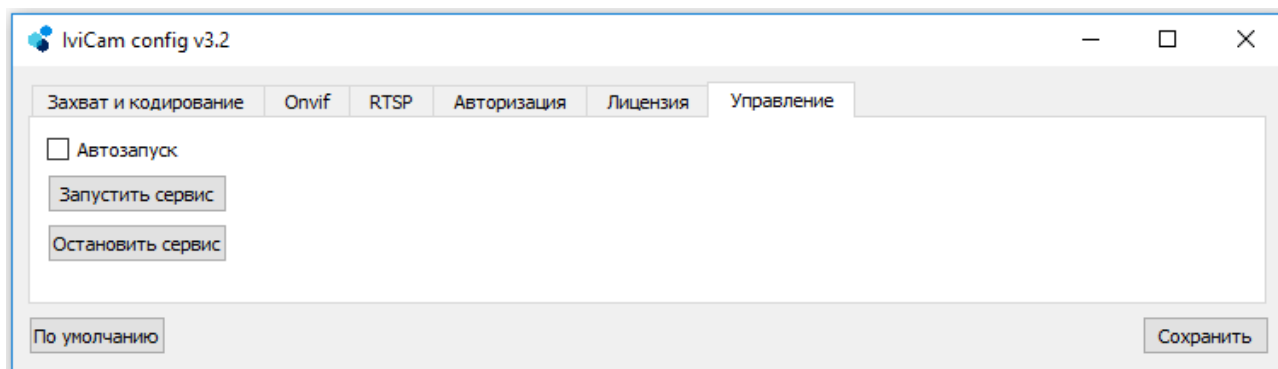 IviCam config v3.2
Захват и кодирование Onvif RTSP Авторизация Лицензия Управление
Автозапуск
Запустить сервис
Остановить сервис
По умолчанию Сохранить